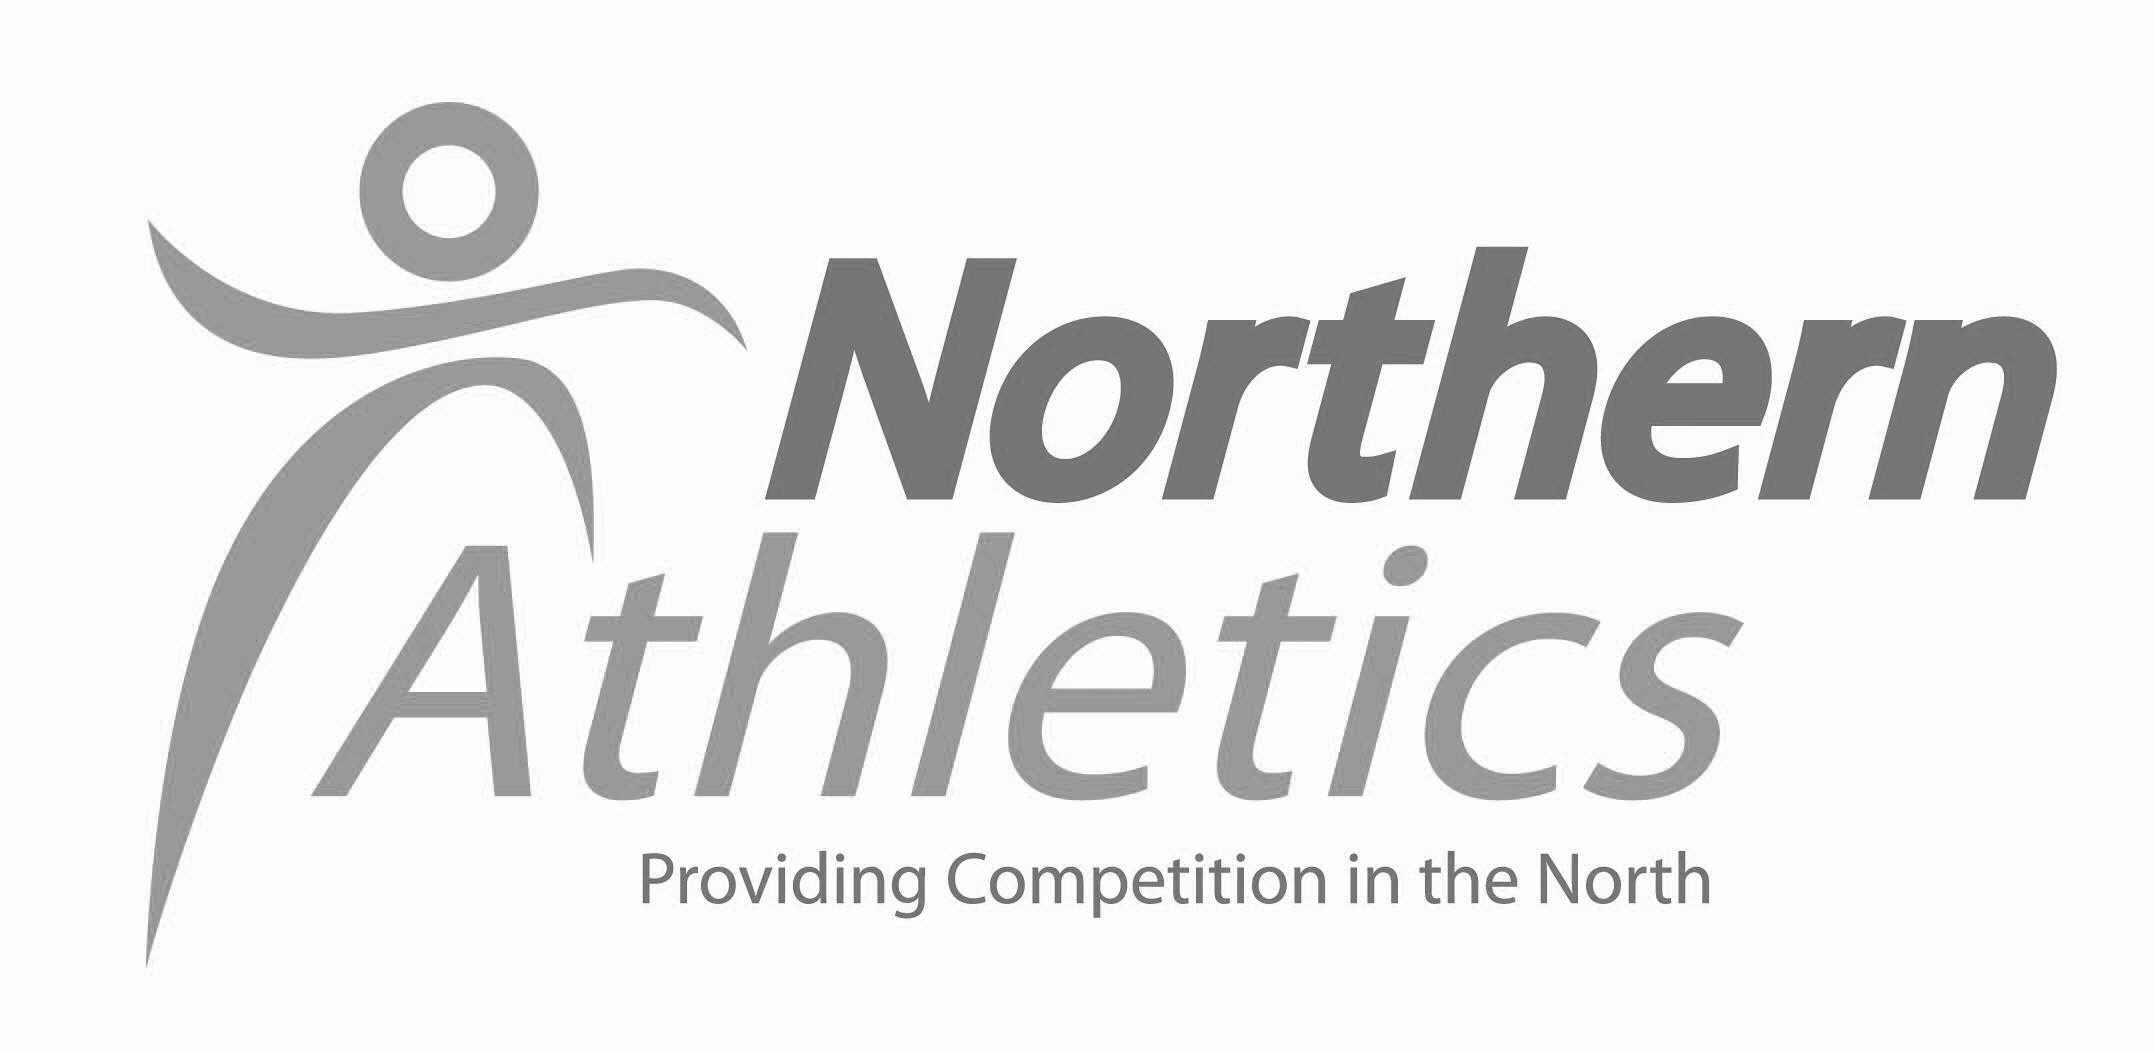 Northern
Athletics
Providing Competition in the North